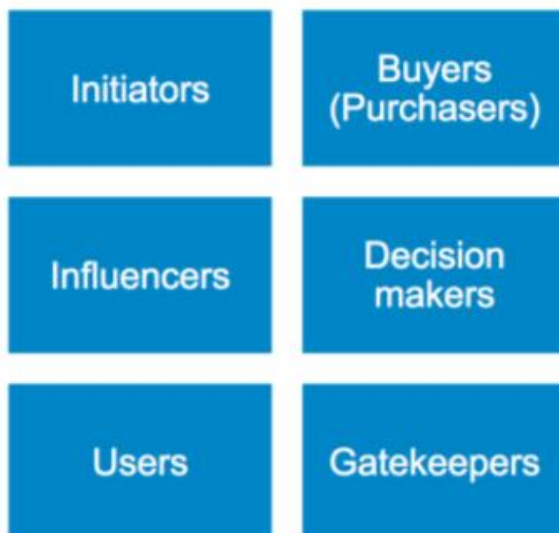 Initiators
Buyers
(Purchasers)
Influencers
Decision
makers
Users
Gatekeepers